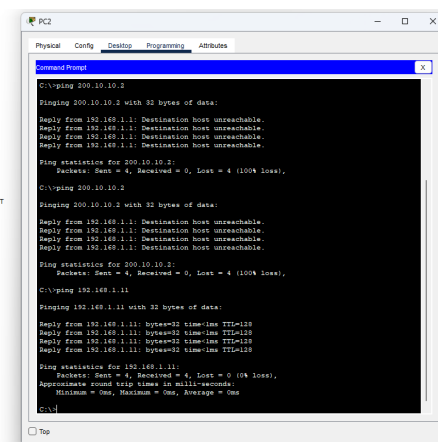 PC2
Physical Config Desktop Programming Attributes
Command Prompt X
C:\>ping 200.10.10.2
Pinging 200.10.10.2 with 32 bytes of data:
Reply from 192.168.1.1: Destination host unreachable.
Reply from 192.168.1.1: Destination host unreachable.
Reply from 192.168.1.1: Destination host unreachable.
Reply from 192.168.1.1: Destination host unreachable.
Ping statistics for 200.10.10.2:
Packets: Sent = 4, Received = 0, Lost = 4 (100% loss),
C:\>ping 200.10.10.2
Pinging 200.10.10.2 with 32 bytes of data:
Reply from 192.168.1.1: Destination host unreachable.
Reply from 192.168.1.1: Destination host unreachable.
Reply from 192.168.1.1: Destination host unreachable.
Reply from 192.168.1.1: Destination host unreachable.
Ping statistics for 200.10.10.2:
Packets: Sent = 4, Received = 0, Lost = 4 (100% loss),
C:\>ping 192.168.1.11
Pinging 192.168.1.11 with 32 bytes of data:
Reply from 192.168.1.11: bytes=32 time<1ms TTL=128
Reply from 192.168.1.11: bytes=32 time<1ms TTL=128
Reply from 192.168.1.11: bytes=32 time<1ms TTL=128
Reply from 192.168.1.11: bytes=32 time<1ms TTL=128
Ping statistics for 192.168.1.11:
Packets: Sent = 4, Received = 4, Lost = 0 (0% loss),
Approximate round trip times in milli-seconds:
Minimum = 0ms, Maximum = 0ms, Average = 0ms
C:\>
Top
T